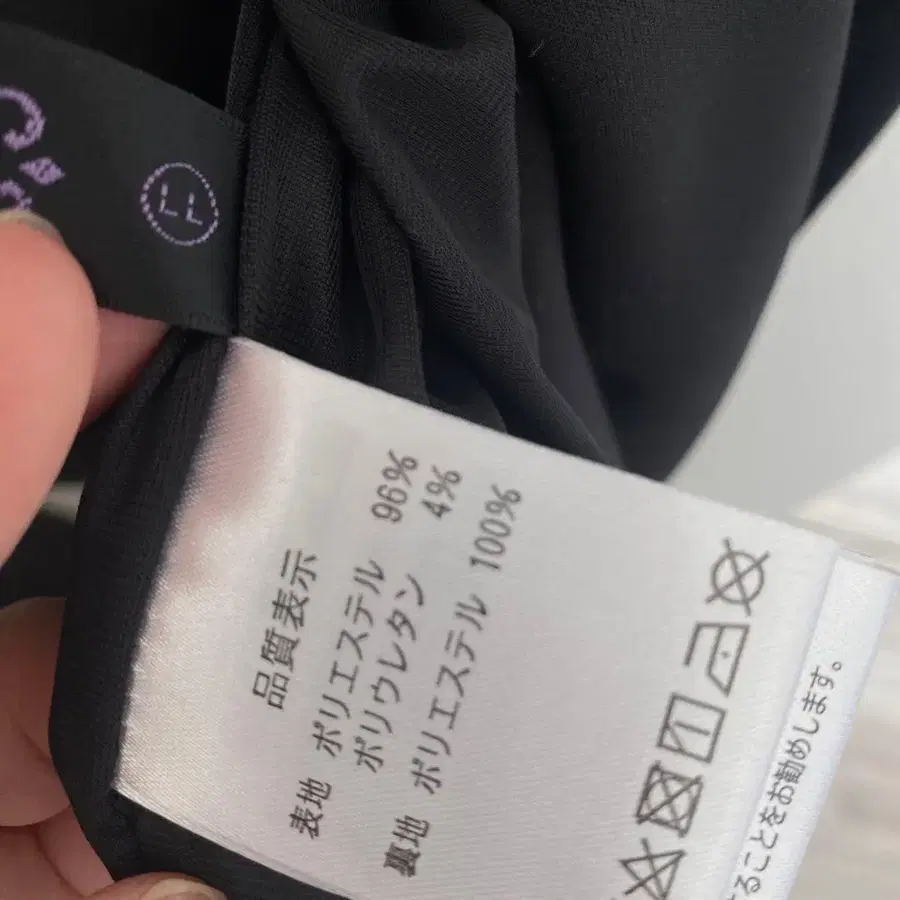 LL
品質表示
表地 ポリエステル 96%
ポリウレタン 4%
裏地 ポリエステル 100%
することをお勧めします。